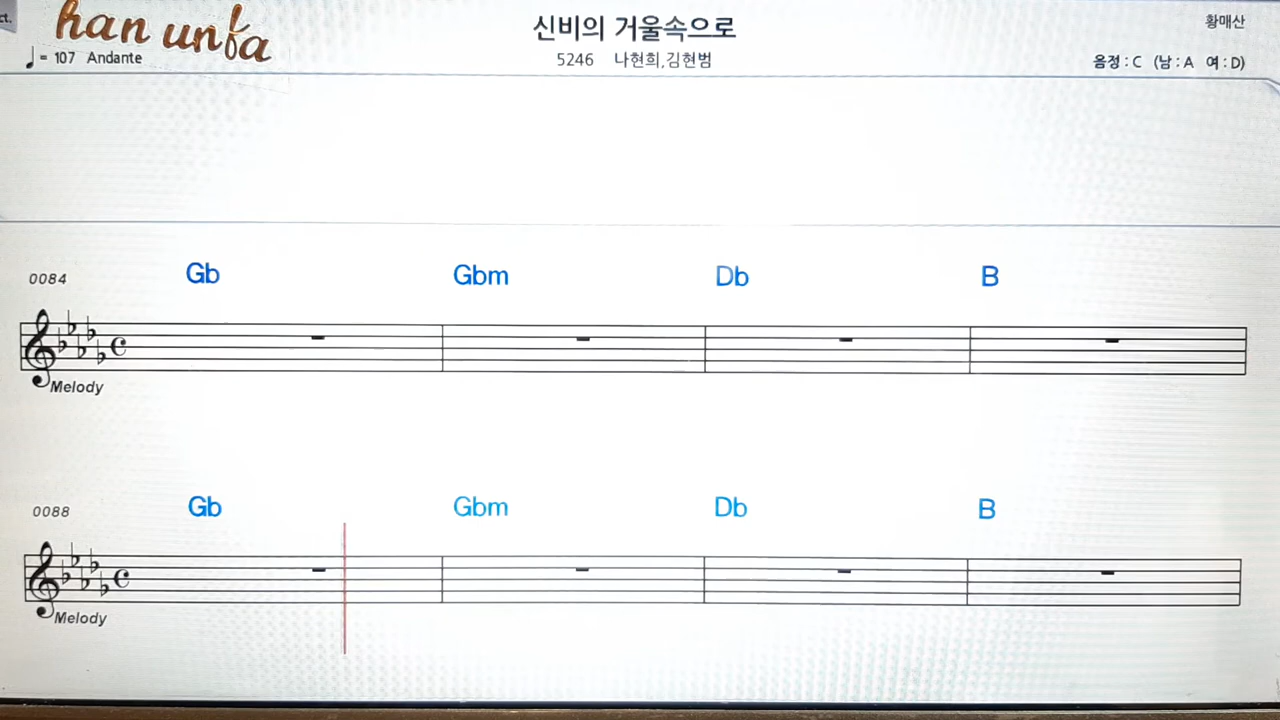 ct.
han unfa
신비의 거울속으로
황매산
♩ = 107 Andante
5246 나현희,김현범
음정 : C (남 : A 여 : D)
0084
Gb Gbm Db B
Melody
0088
Gb Gbm Db B
Melody